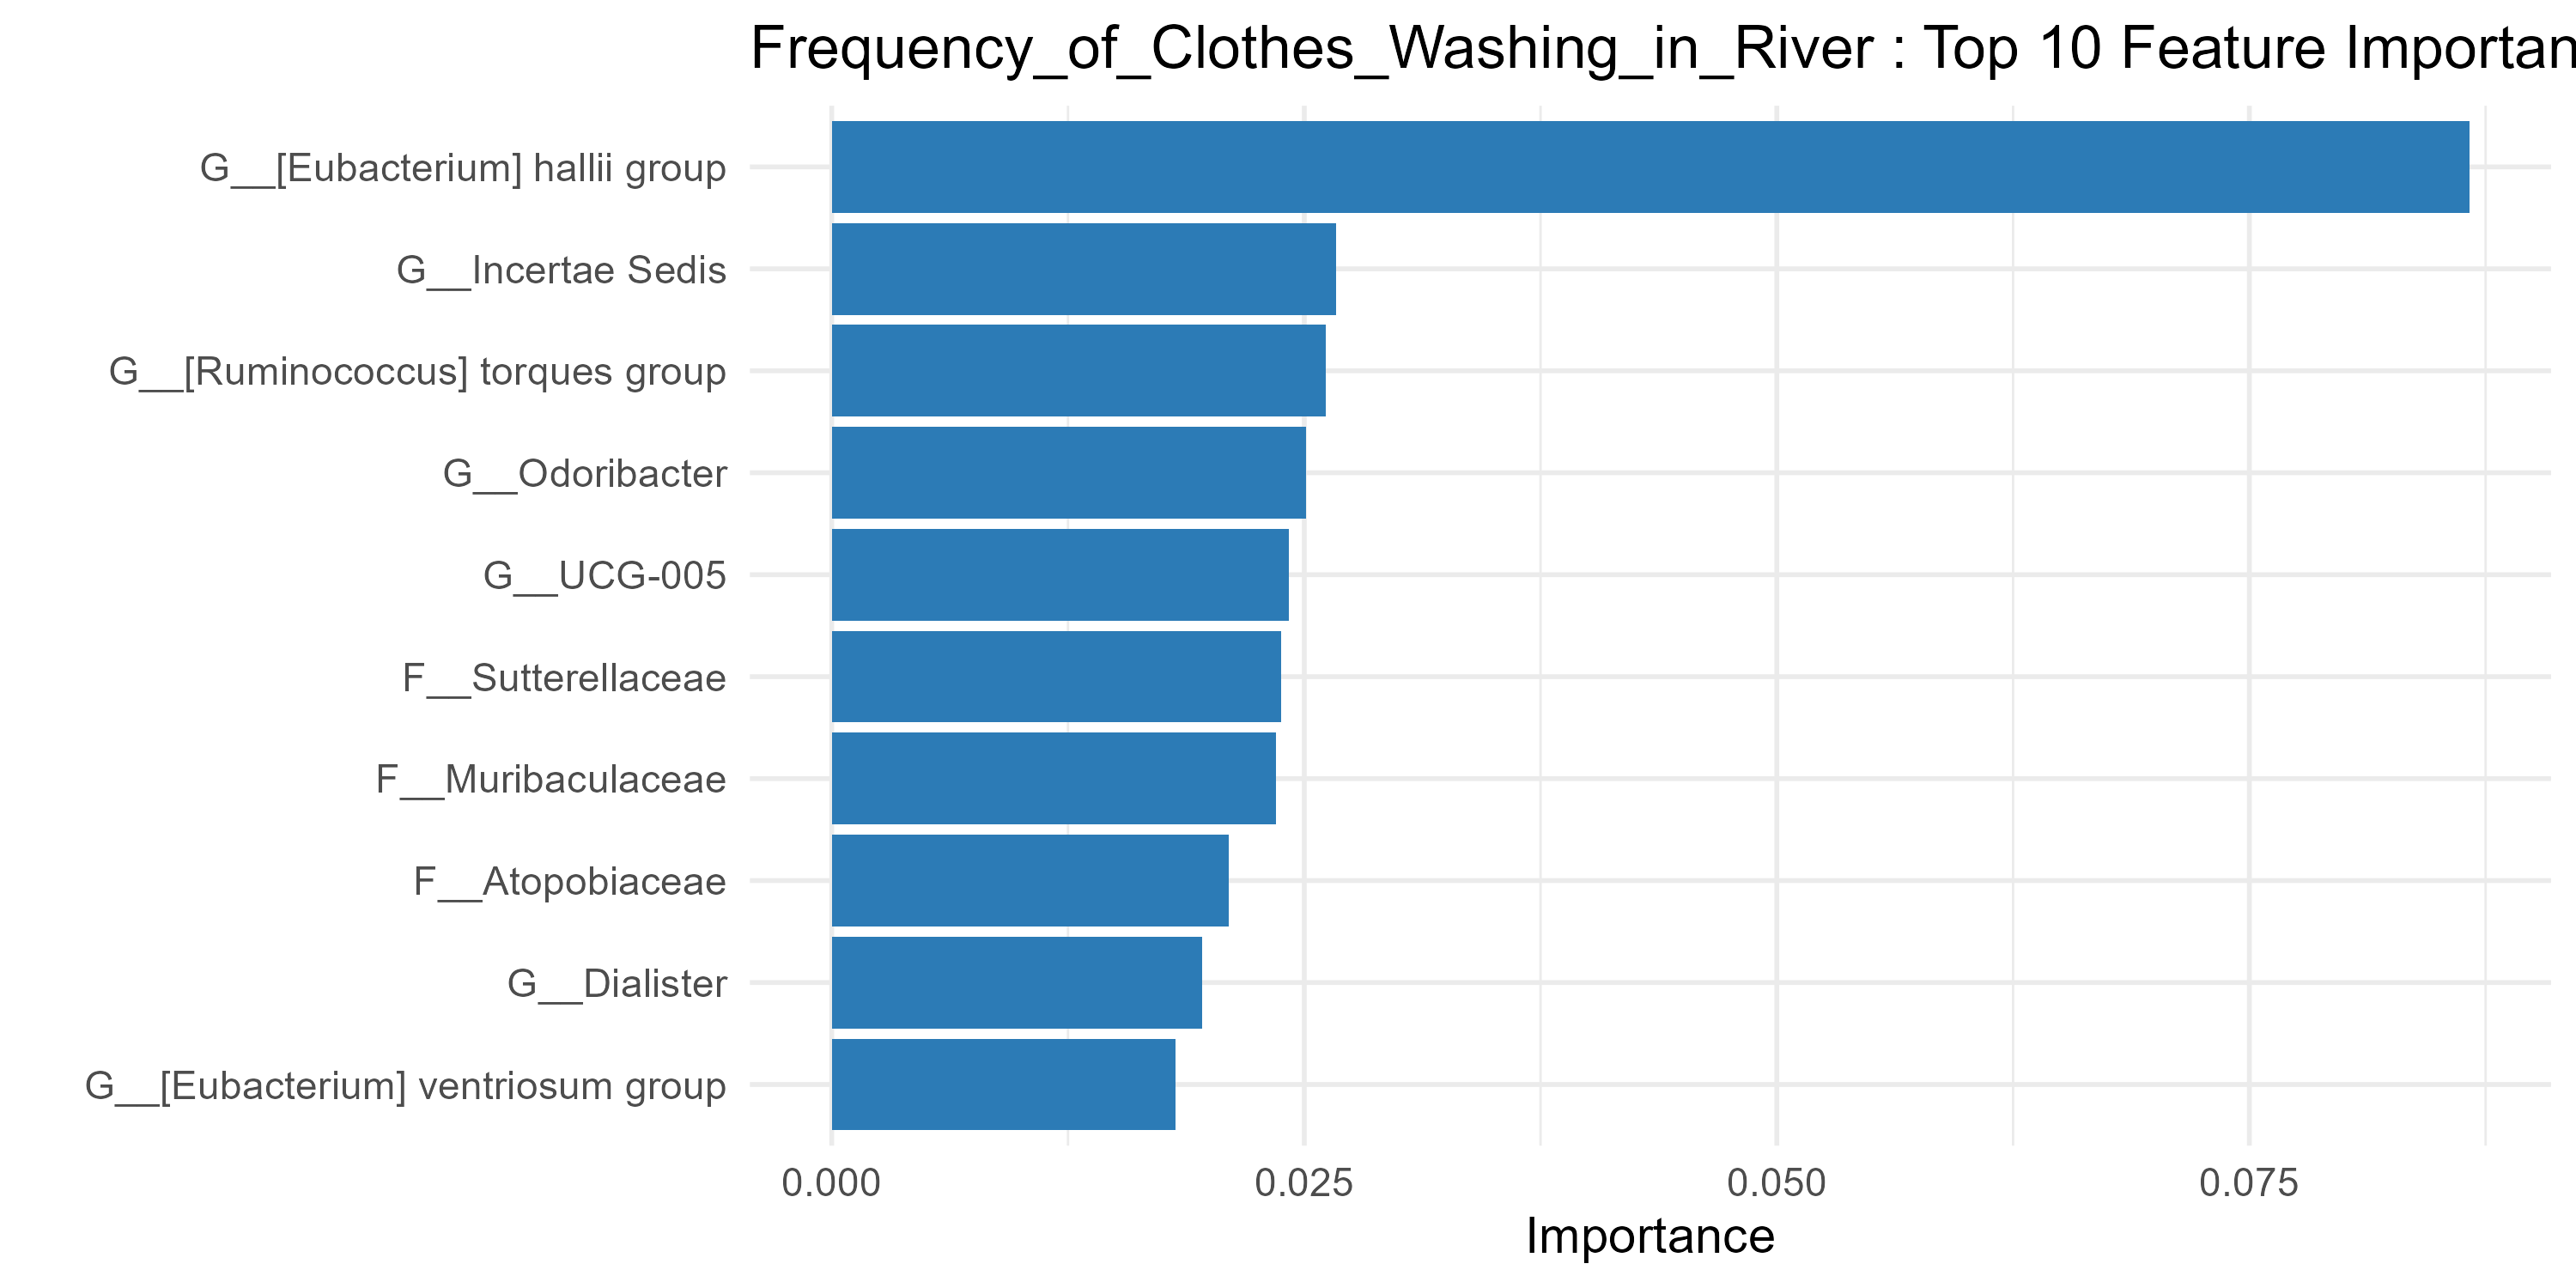 Frequency_of_Clothes_Washing_in_River : Top 10 Feature Importan
G__[Eubacterium] hallii group
G__Incertae Sedis
G__[Ruminococcus] torques group
G__Odoribacter
G__UCG-005
F__Sutterellaceae
F__Muribaculaceae
F__Atopobiaceae
G__Dialister
G__[Eubacterium] ventriosum group
0.000 0.025 0.050 0.075
Importance